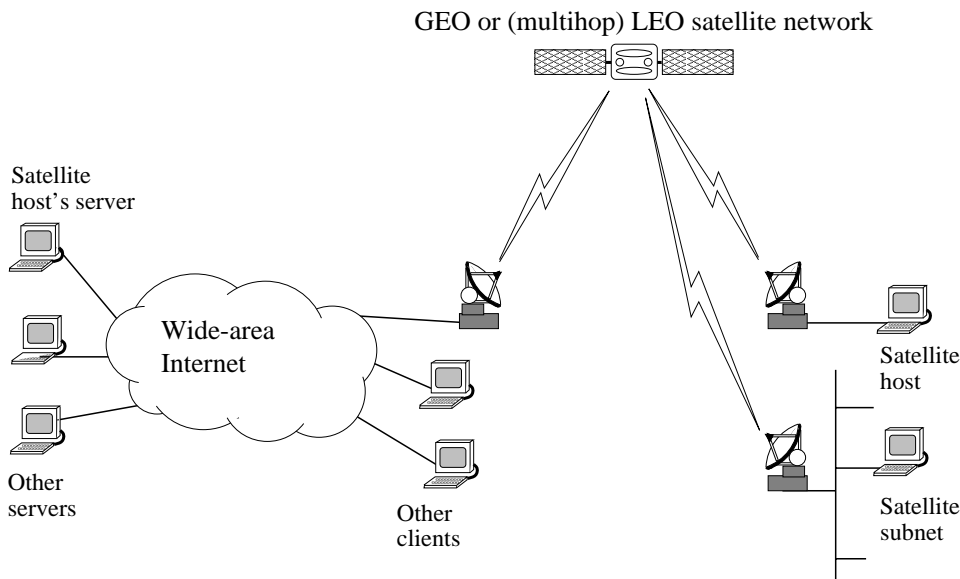 GEO or (multihop) LEO satellite network
Satellite
host's server
Wide-area
Internet
Satellite
host
Other
servers
Other
clients
Satellite
subnet